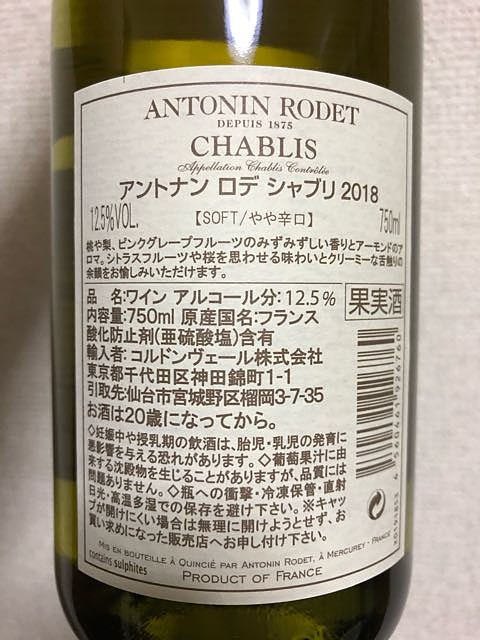 ANTONIN RODET
DEPUIS 1875
CHABLIS
Appellation Chablis Contrôlée
アントナン ロデ シャブリ 2018
12.5%VOL.
【SOFT/やや辛口】
750ml
桃や梨、ピンクグレープフルーツのみずみずしい香りとアーモンドのア
ロマ。シトラスフルーツや桜を思わせる味わいとクリーミーな舌触りの
余韻をお愉しみいただけます。
品 名:ワイン アルコール分:12.5%
内容量:750ml 原産国名:フランス
果実酒
酸化防止剤(亜硫酸塩)含有
輸入者:コルドンヴェール株式会社
東京都千代田区神田錦町1-1
引取先:仙台市宮城野区榴岡3-7-35
お酒は20歳になってから。
◇妊娠中や授乳期の飲酒は、胎児・乳児の発育に
悪影響を与える恐れがあります。◇葡萄果汁に由
来する沈殿物を生じることがありますが、品質には
問題ありません。◇瓶への衝撃・冷凍保管・直射
日光・高温多湿での保存を避け下さい。※キャッ
プが開けにくい場合は無理に開けようとせず、お
買い求めになった販売店へお申し付け下さい。
4 560461 926760
MIS EN BOUTEILLE À QUINCIÉ PAR ANTONIN RODET, À MERCUREY - FRANCE
contains sulphites
PRODUCT OF FRANCE